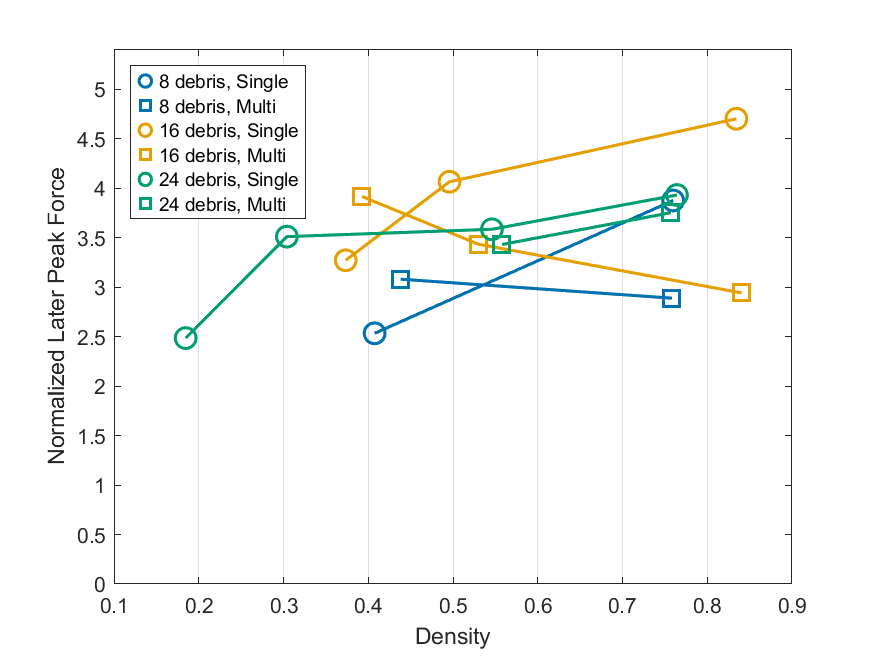 8 debris, Single
8 debris, Multi
16 debris, Single
16 debris, Multi
24 debris, Single
24 debris, Multi
Normalized Later Peak Force
5
4.5
4
3.5
3
2.5
2
1.5
1
0.5
0
0.1 0.2 0.3 0.4 0.5 0.6 0.7 0.8 0.9
Density